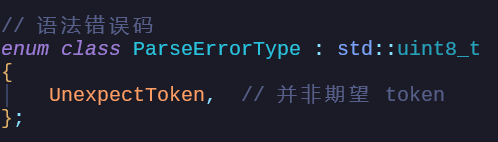 // 语法错误码
enum class ParseErrorType : std::uint8_t
{
    UnexpectToken,  // 并非期望 token
};